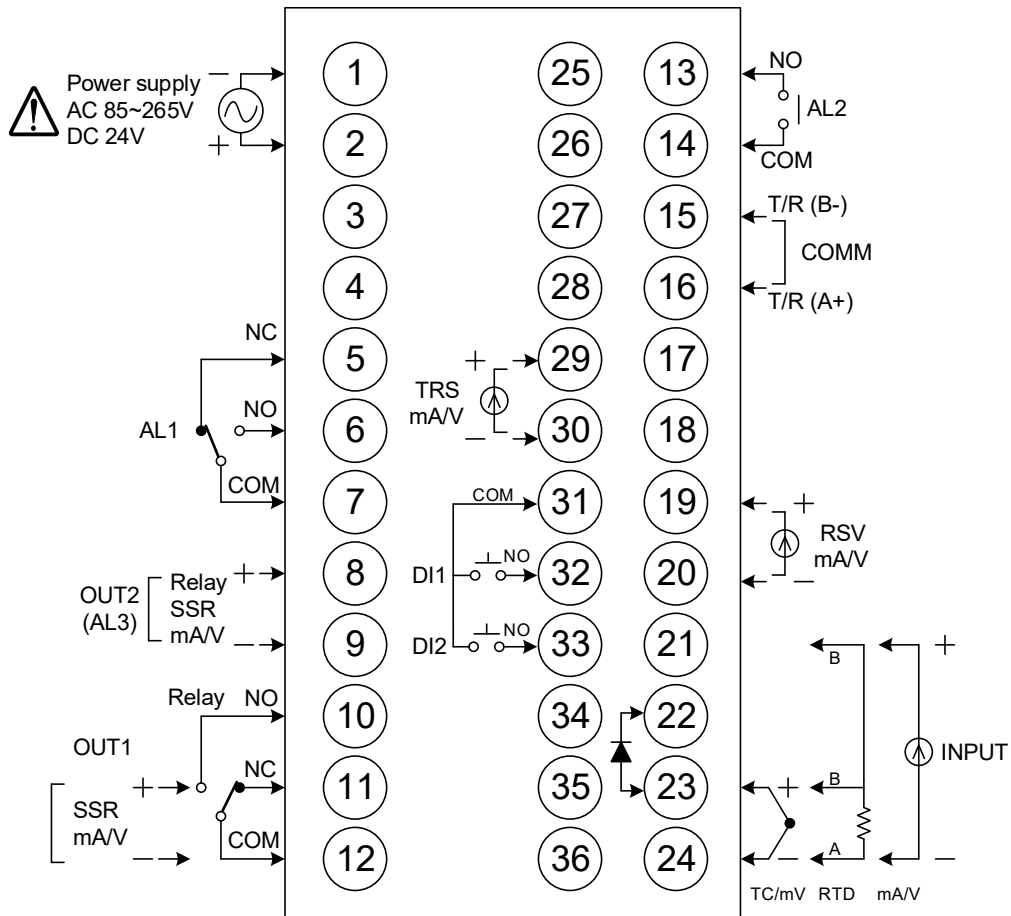 Power supply
AC 85~265V
DC 24V
−
+
1
2
3
4
5
6
7
8
9
10
11
12
NC
AL1
NO
COM
OUT2
(AL3)
Relay
SSR
mA/V
+
−
Relay NO
OUT1
NC
COM
+
SSR
mA/V
−
25
26
27
28
29
30
31
32
33
34
35
36
+
TRS
mA/V
−
COM
DI1
NO
DI2
NO
13
14
15
16
17
18
19
20
21
22
23
24
NO
AL2
COM
T/R (B-)
COMM
T/R (A+)
+
RSV
mA/V
−
B
+
INPUT
+
B
−
A
−
TC/mV RTD mA/V